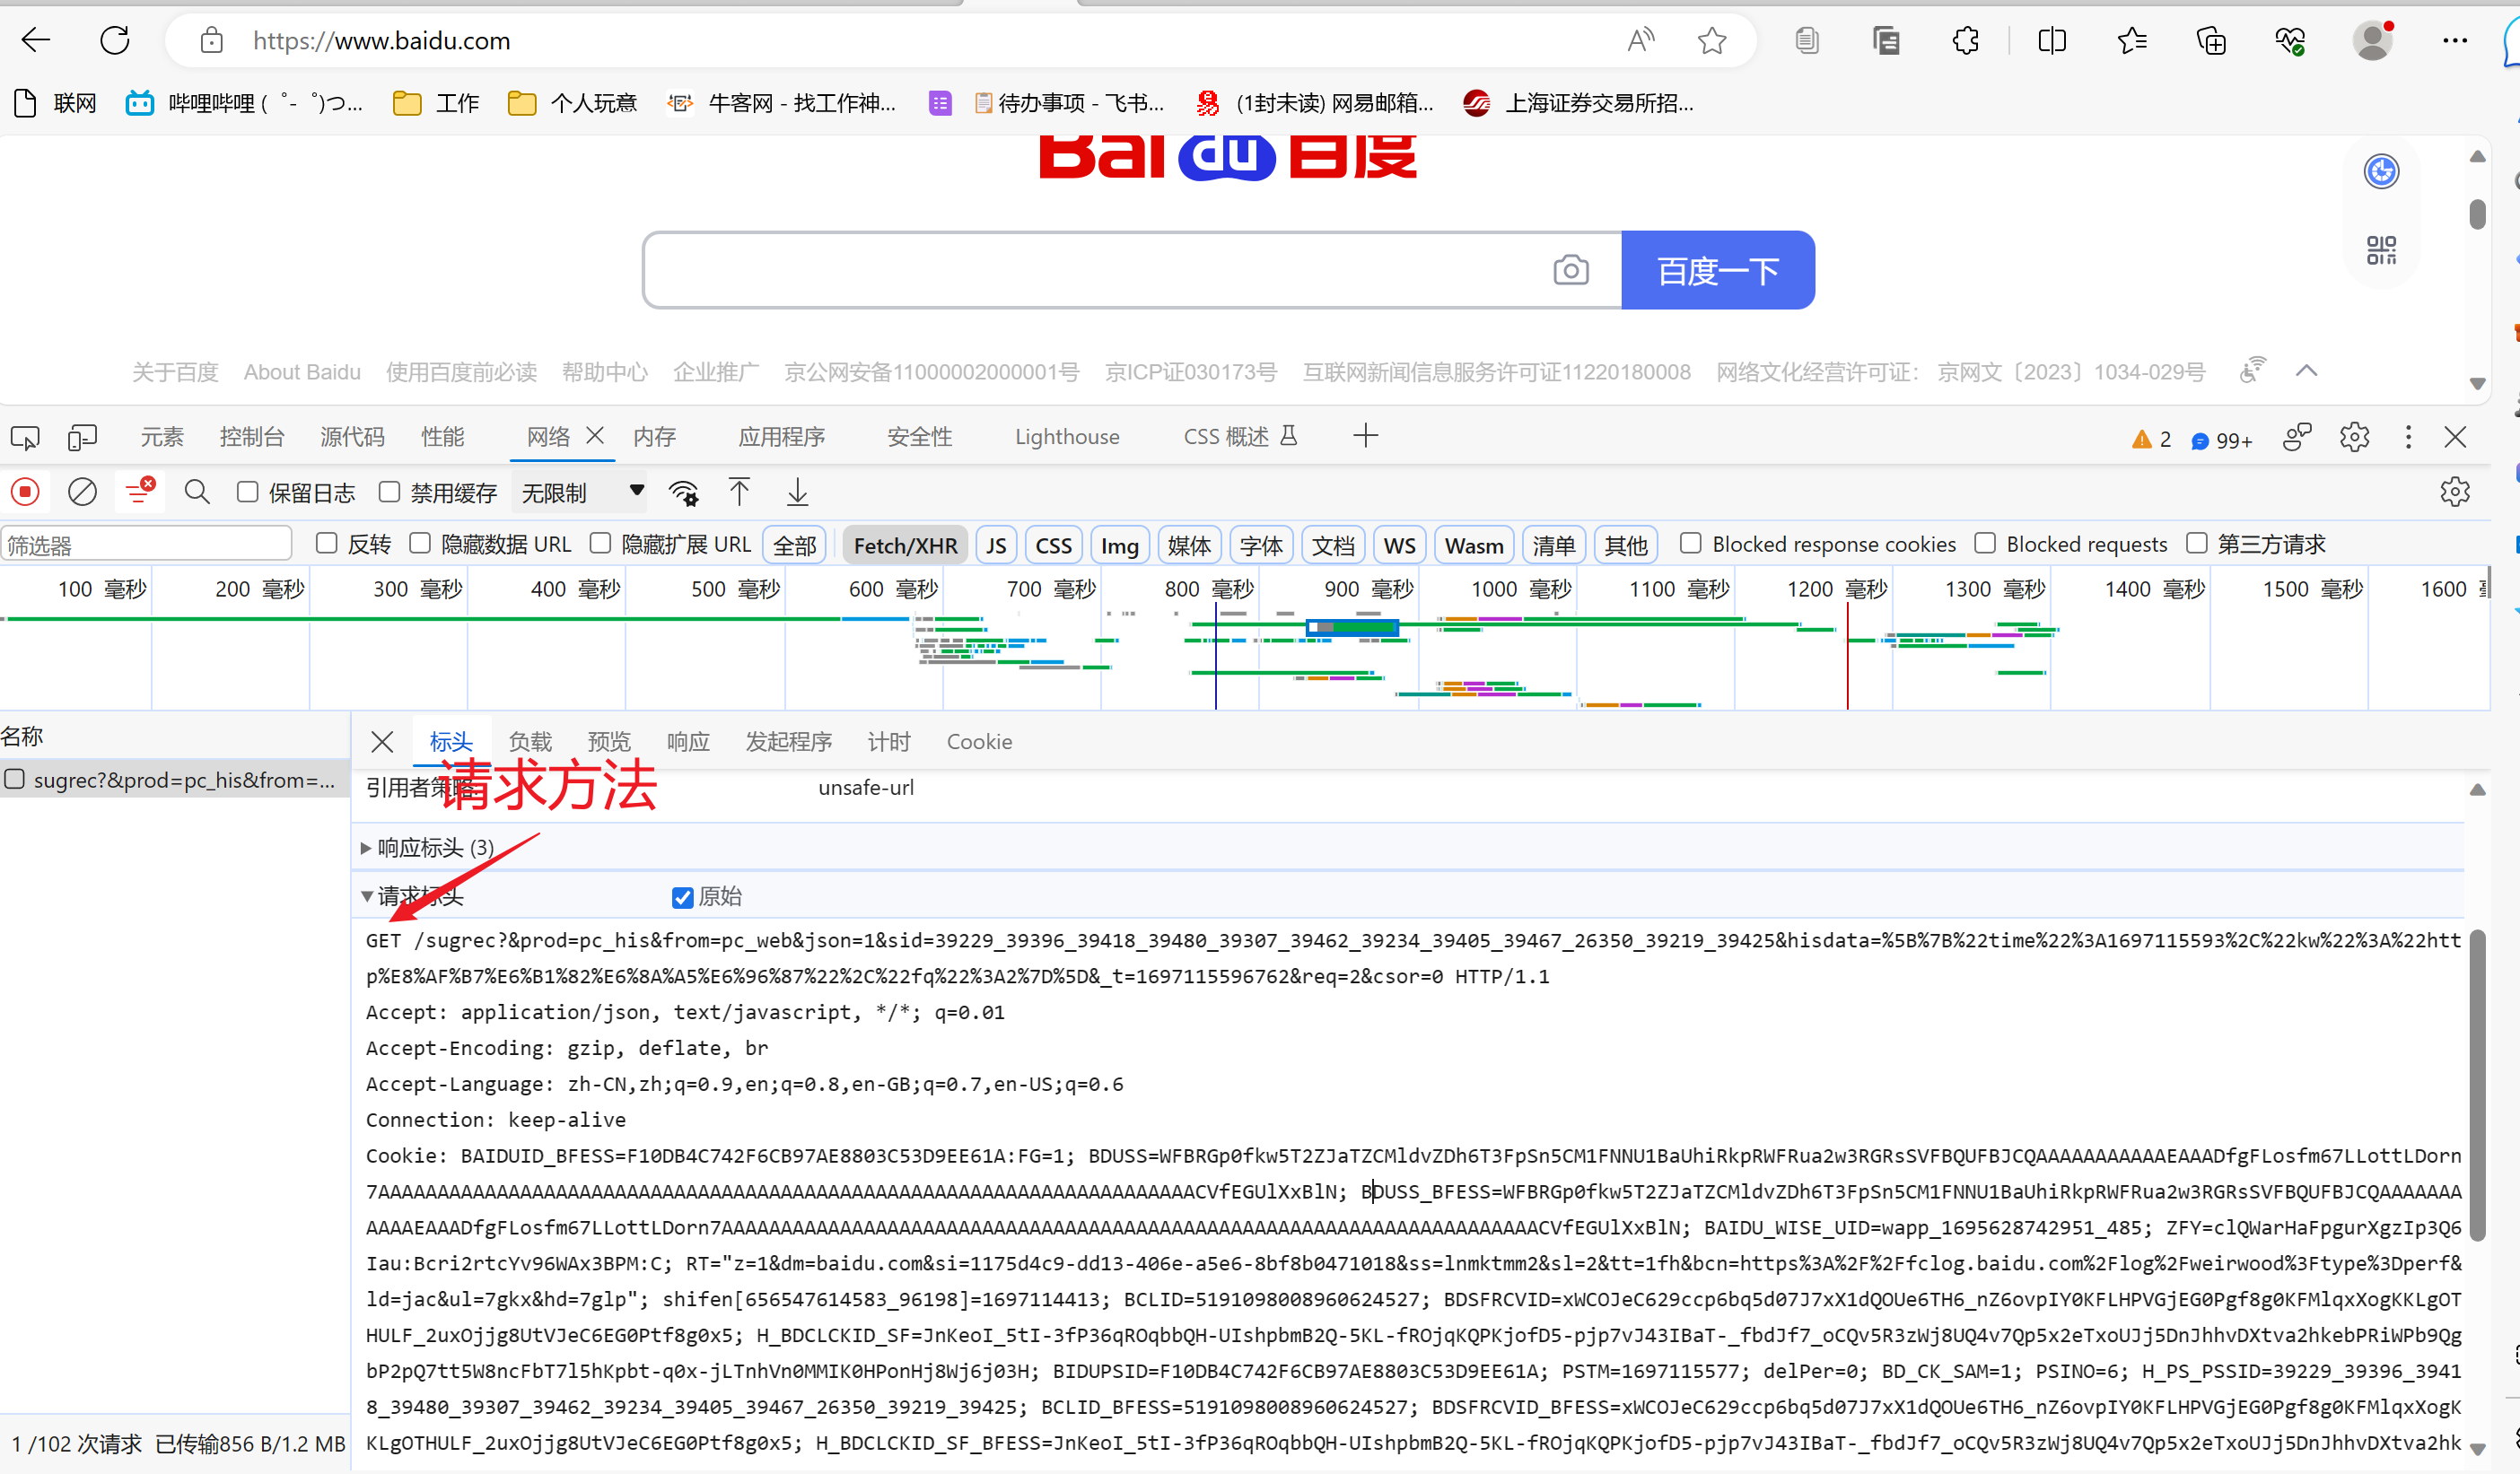 https://www.baidu.com
联网 哔哩哔哩 (゜-゜)つ... 工作 个人玩意 牛客网 - 找工作神... 待办事项 - 飞书... (1封未读) 网易邮箱... 上海证券交易所招...
Bai du 百度
百度一下
关于百度 About Baidu 使用百度前必读 帮助中心 企业推广 京公网安备11000002000001号 京ICP证030173号 互联网新闻信息服务许可证11220180008 网络文化经营许可证： 京网文〔2023〕1034-029号
元素 控制台 源代码 性能 网络 内存 应用程序 安全性 Lighthouse CSS 概述 2 99+
保留日志 禁用缓存 无限制
筛选器 反转 隐藏数据 URL 隐藏扩展 URL 全部 Fetch/XHR JS CSS Img 媒体 字体 文档 WS Wasm 清单 其他 Blocked response cookies Blocked requests 第三方请求
100 毫秒 200 毫秒 300 毫秒 400 毫秒 500 毫秒 600 毫秒 700 毫秒 800 毫秒 900 毫秒 1000 毫秒 1100 毫秒 1200 毫秒 1300 毫秒 1400 毫秒 1500 毫秒 1600
名称 标头 负载 预览 响应 发起程序 计时 Cookie
sugrec?&prod=pc_his&from=...
引用者策略: unsafe-url
请求方法
响应标头 (3)
请求标头 原始
GET /sugrec?&prod=pc_his&from=pc_web&json=1&sid=39229_39396_39418_39480_39307_39462_39234_39405_39467_26350_39219_39425&hisdata=%5B%7B%22time%22%3A1697115593%2C%22kw%22%3A%22htt
p%E8%AF%B7%E6%B1%82%E6%8A%A5%E6%96%87%22%2C%22fq%22%3A2%7D%5D&_t=1697115596762&req=2&csor=0 HTTP/1.1
Accept: application/json, text/javascript, */*; q=0.01
Accept-Encoding: gzip, deflate, br
Accept-Language: zh-CN,zh;q=0.9,en;q=0.8,en-GB;q=0.7,en-US;q=0.6
Connection: keep-alive
Cookie: BAIDUID_BFESS=F10DB4C742F6CB97AE8803C53D9EE61A:FG=1; BDUSS=WFBRGp0fkw5T2ZJaTZCMldvZDh6T3FpSn5CM1FNNU1BaUhiRkpRWFRua2w3RGRsSVFBQUFBJCQAAAAAAAAAAAEAAADfgFLosfm67LLottLDorn
7AAAAAAAAAAAAAAAAAAAAAAAAAAAAAAAAAAAAAAAAAAAAAAAAAAAAAAAAAAAAAAAAAAAAACVfEGUlXxBlN; BDUSS_BFESS=WFBRGp0fkw5T2ZJaTZCMldvZDh6T3FpSn5CM1FNNU1BaUhiRkpRWFRua2w3RGRsSVFBQUFBJCQAAAAAAA
AAAAEAAADfgFLosfm67LLottLDorn7AAAAAAAAAAAAAAAAAAAAAAAAAAAAAAAAAAAAAAAAAAAAAAAAAAAAAAAAAAAAAAAAAAAAACVfEGUlXxBlN; BAIDU_WISE_UID=wapp_1695628742951_485; ZFY=clQWarHaFpgurXgzIp3Q6
Iau:Bcri2rtcYv96WAx3BPM:C; RT="z=1&dm=baidu.com&si=1175d4c9-dd13-406e-a5e6-8bf8b0471018&ss=lnmktmm2&sl=2&tt=1fh&bcn=https%3A%2F%2Ffclog.baidu.com%2Flog%2Fweirwood%3Ftype%3Dperf&
ld=jac&ul=7gkx&hd=7glp"; shifen[656547614583_96198]=1697114413; BCLID=5191098008960624527; BDSFRCVID=xWCOJeC629ccp6bq5d07J7xX1dQOUe6TH6_nZ6ovpIY0KFLHPVGjEG0Pgf8g0KFMlqxXogKKLgOT
HULF_2uxOjjg8UtVJeC6EG0Ptf8g0x5; H_BDCLCKID_SF=JnKeoI_5tI-3fP36qROqbbQH-UIshpbmB2Q-5KL-fROjqKQPKjofD5-pjp7vJ43IBaT-_fbdJf7_oCQv5R3zWj8UQ4v7Qp5x2eTxoUJj5DnJhhvDXtva2hkebPRiWPb9Qg
bP2pQ7tt5W8ncFbT7l5hKpbt-q0x-jLTnhVn0MMIK0HPonHj8Wj6j03H; BIDUPSID=F10DB4C742F6CB97AE8803C53D9EE61A; PSTM=1697115577; delPer=0; BD_CK_SAM=1; PSINO=6; H_PS_PSSID=39229_39396_3941
8_39480_39307_39462_39234_39405_39467_26350_39219_39425; BCLID_BFESS=5191098008960624527; BDSFRCVID_BFESS=xWCOJeC629ccp6bq5d07J7xX1dQOUe6TH6_nZ6ovpIY0KFLHPVGjEG0Pgf8g0KFMlqxXogK
KLgOTHULF_2uxOjjg8UtVJeC6EG0Ptf8g0x5; H_BDCLCKID_SF_BFESS=JnKeoI_5tI-3fP36qROqbbQH-UIshpbmB2Q-5KL-fROjqKQPKjofD5-pjp7vJ43IBaT-_fbdJf7_oCQv5R3zWj8UQ4v7Qp5x2eTxoUJj5DnJhhvDXtva2hk
1 /102 次请求 已传输856 B/1.2 MB